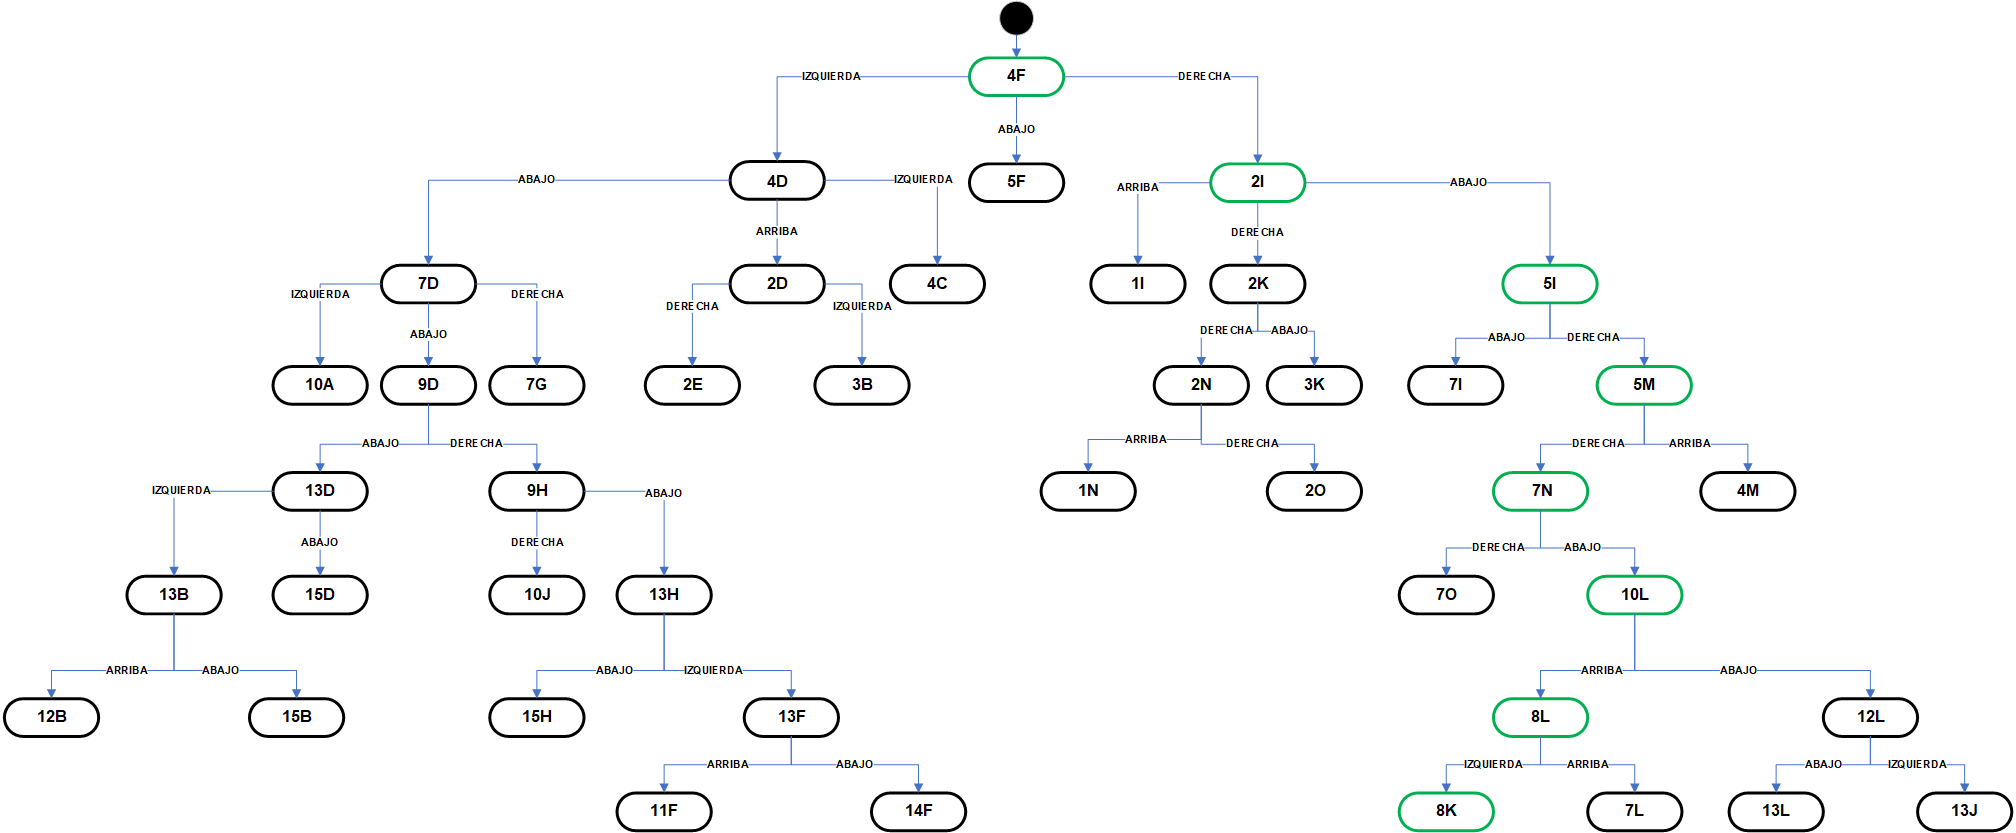 4F
IZQUIERDA
DERECHA
ABAJO
4D
5F
2I
ABAJO
IZQUIERDA
ARRIBA
ABAJO
ARRIBA
DERECHA
7D
2D
4C
1I
2K
5I
IZQUIERDA
DERECHA
DERECHA
IZQUIERDA
ABAJO
DERECHA
ABAJO
ABAJO
DERECHA
10A
9D
7G
2E
3B
2N
3K
7I
5M
ABAJO
DERECHA
ARRIBA
DERECHA
DERECHA
ARRIBA
13D
9H
1N
2O
7N
4M
IZQUIERDA
ABAJO
ABAJO
DERECHA
DERECHA
ABAJO
13B
15D
10J
13H
7O
10L
ARRIBA
ABAJO
ABAJO
IZQUIERDA
ARRIBA
ABAJO
12B
15B
15H
13F
8L
12L
ARRIBA
ABAJO
IZQUIERDA
ARRIBA
ABAJO
IZQUIERDA
11F
14F
8K
7L
13L
13J